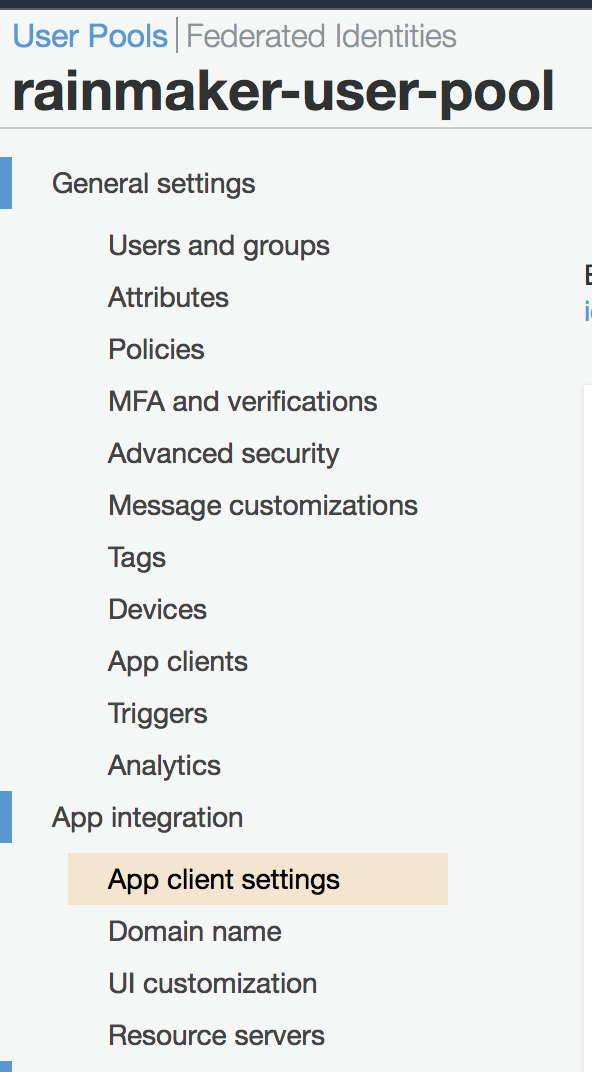 User Pools | Federated Identities
rainmaker-user-pool
General settings
Users and groups
Attributes
Policies
MFA and verifications
Advanced security
Message customizations
Tags
Devices
App clients
Triggers
Analytics
App integration
App client settings
Domain name
UI customization
Resource servers